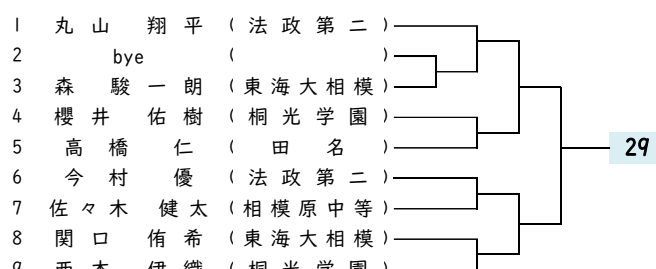 1 丸山 翔平 (法政第二)
2 bye ( )
3 森 駿一朗 (東海大相模)
4 櫻井 佑樹 (桐光学園)
5 高橋 仁 (田名)
29
6 今村 優 (法政第二)
7 佐々木 健太 (相模原中等)
8 関口 侑希 (東海大相模)